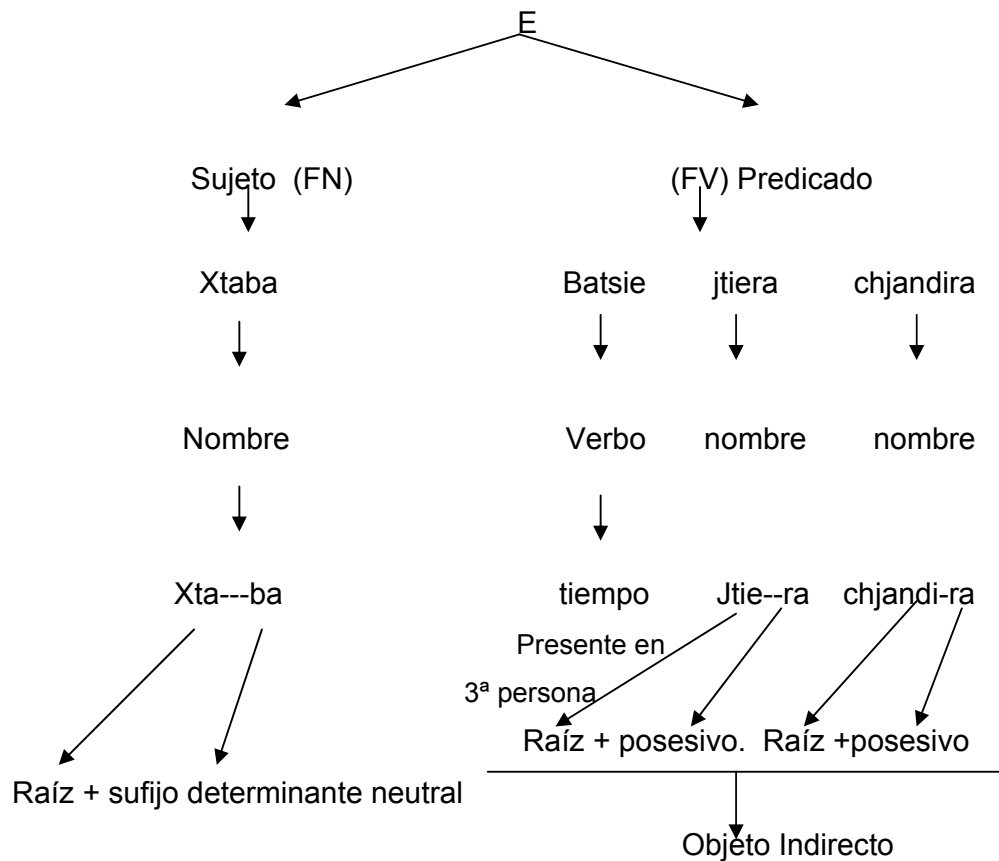 E
Sujeto (FN) (FV) Predicado
Xtaba Batsie jtiera chjandira
Nombre Verbo nombre nombre
Xta---ba tiempo Jtie--ra chjandi-ra
Presente en
3ª persona
Raíz + posesivo. Raíz +posesivo
Raíz + sufijo determinante neutral
Objeto Indirecto